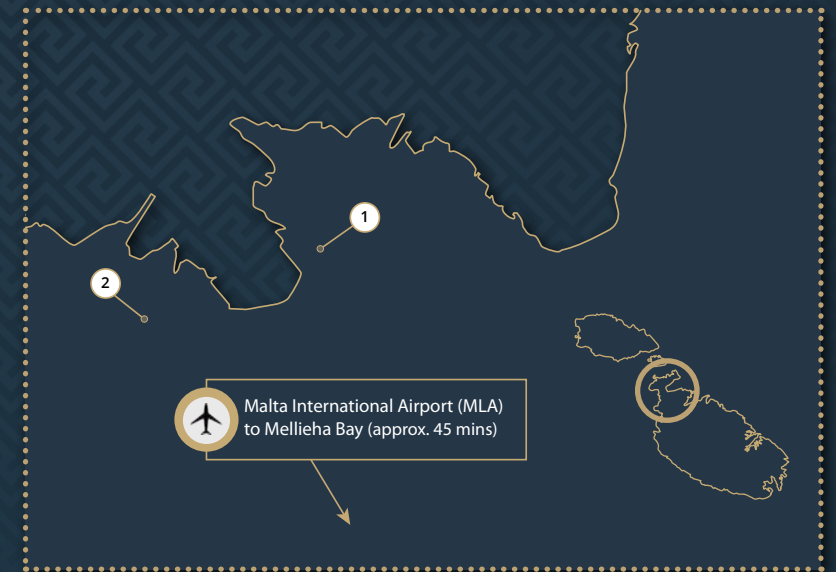 1
2
Malta International Airport (MLA)
to Mellieha Bay (approx. 45 mins)